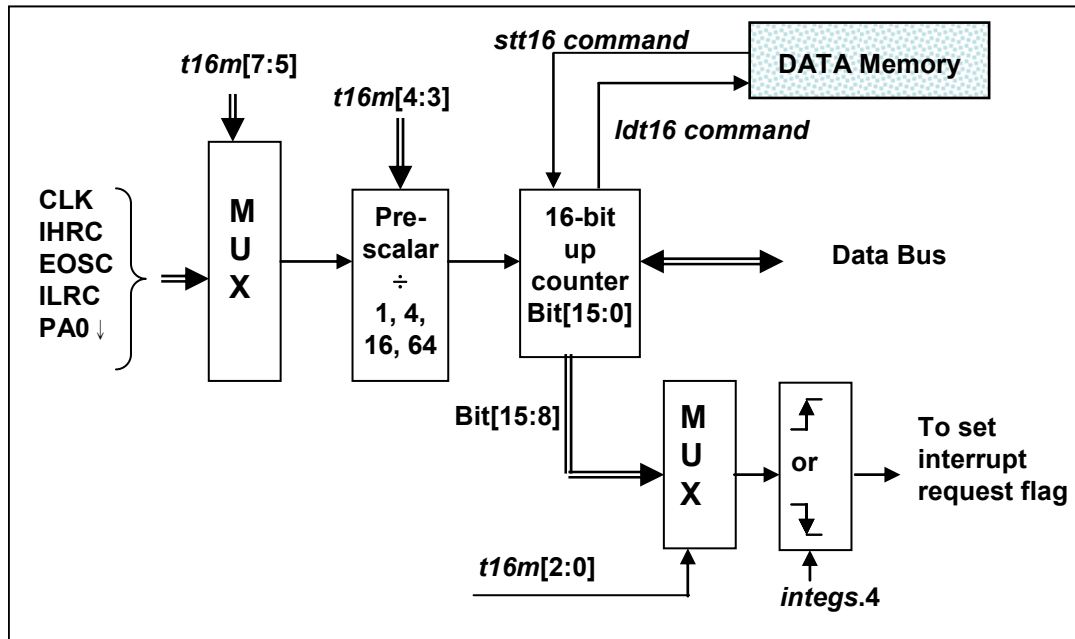 stt16 command
DATA Memory
t16m[7:5]
t16m[4:3]
ldt16 command
CLK
IHRC
EOSC
ILRC
PA0 ↓
M
U
X
Pre-
scalar
÷
1, 4,
16, 64
16-bit
up
counter
Bit[15:0]
Data Bus
Bit[15:8]
M
U
X
or
To set
interrupt
request flag
t16m[2:0]
integs.4